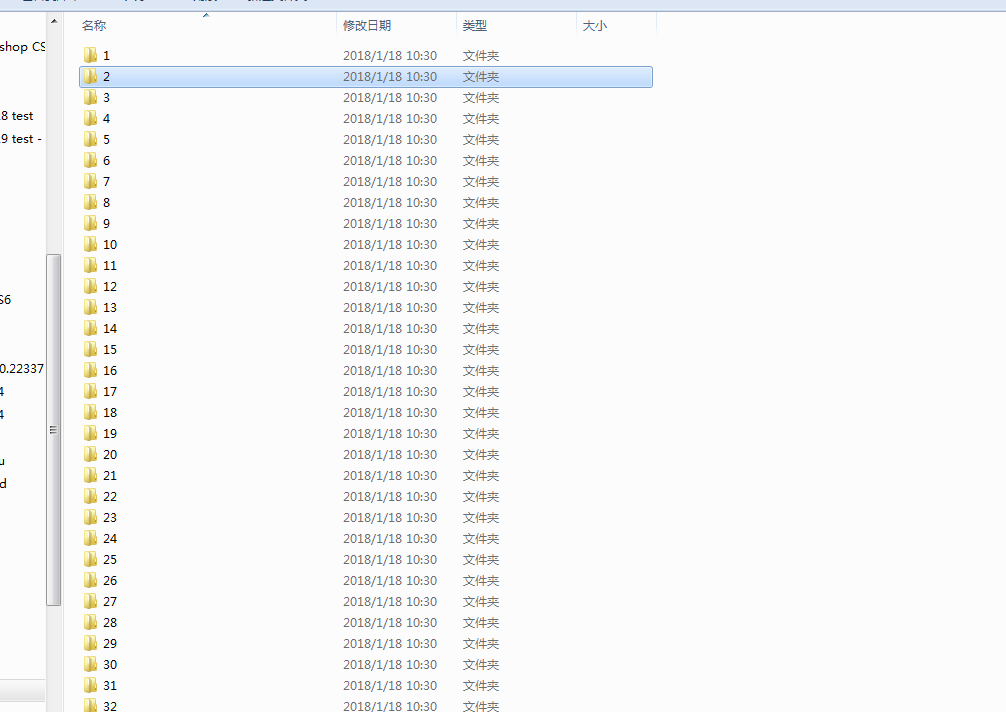 shop CS
8 test
9 test -
S6
0.22337
4
4
u
d
名称 修改日期 类型 大小
1 2018/1/18 10:30 文件夹
2 2018/1/18 10:30 文件夹
3 2018/1/18 10:30 文件夹
4 2018/1/18 10:30 文件夹
5 2018/1/18 10:30 文件夹
6 2018/1/18 10:30 文件夹
7 2018/1/18 10:30 文件夹
8 2018/1/18 10:30 文件夹
9 2018/1/18 10:30 文件夹
10 2018/1/18 10:30 文件夹
11 2018/1/18 10:30 文件夹
12 2018/1/18 10:30 文件夹
13 2018/1/18 10:30 文件夹
14 2018/1/18 10:30 文件夹
15 2018/1/18 10:30 文件夹
16 2018/1/18 10:30 文件夹
17 2018/1/18 10:30 文件夹
18 2018/1/18 10:30 文件夹
19 2018/1/18 10:30 文件夹
20 2018/1/18 10:30 文件夹
21 2018/1/18 10:30 文件夹
22 2018/1/18 10:30 文件夹
23 2018/1/18 10:30 文件夹
24 2018/1/18 10:30 文件夹
25 2018/1/18 10:30 文件夹
26 2018/1/18 10:30 文件夹
27 2018/1/18 10:30 文件夹
28 2018/1/18 10:30 文件夹
29 2018/1/18 10:30 文件夹
30 2018/1/18 10:30 文件夹
31 2018/1/18 10:30 文件夹
32 2018/1/18 10:30 文件夹